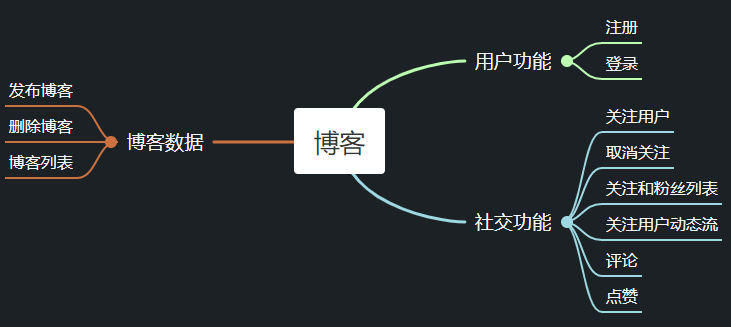 博客
用户功能
注册
登录
社交功能
关注用户
取消关注
关注和粉丝列表
关注用户动态流
评论
点赞
博客数据
发布博客
删除博客
博客列表